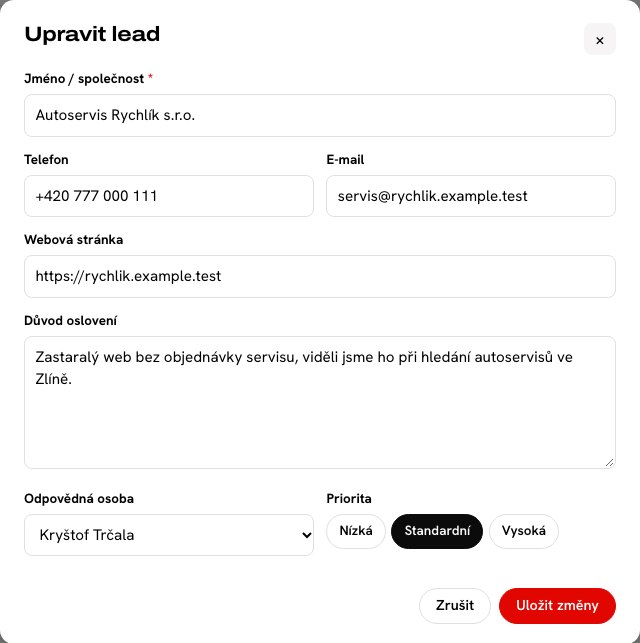 Upravit lead
×
Jméno / společnost *
Autoservis Rychlík s.r.o.
Telefon
E-mail
+420 777 000 111
servis@rychlik.example.test
Webová stránka
https://rychlik.example.test
Důvod oslovení
Zastaralý web bez objednávky servisu, viděli jsme ho při hledání autoservisů ve
Zlíně.
Odpovědná osoba
Priorita
Kryštof Trčala
Nízká
Standardní
Vysoká
Zrušit
Uložit změny